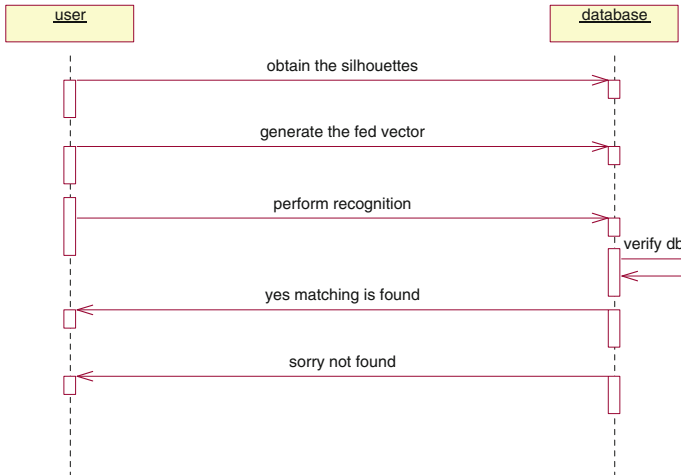 user
database
obtain the silhouettes
generate the fed vector
perform recognition
verify db
yes matching is found
sorry not found